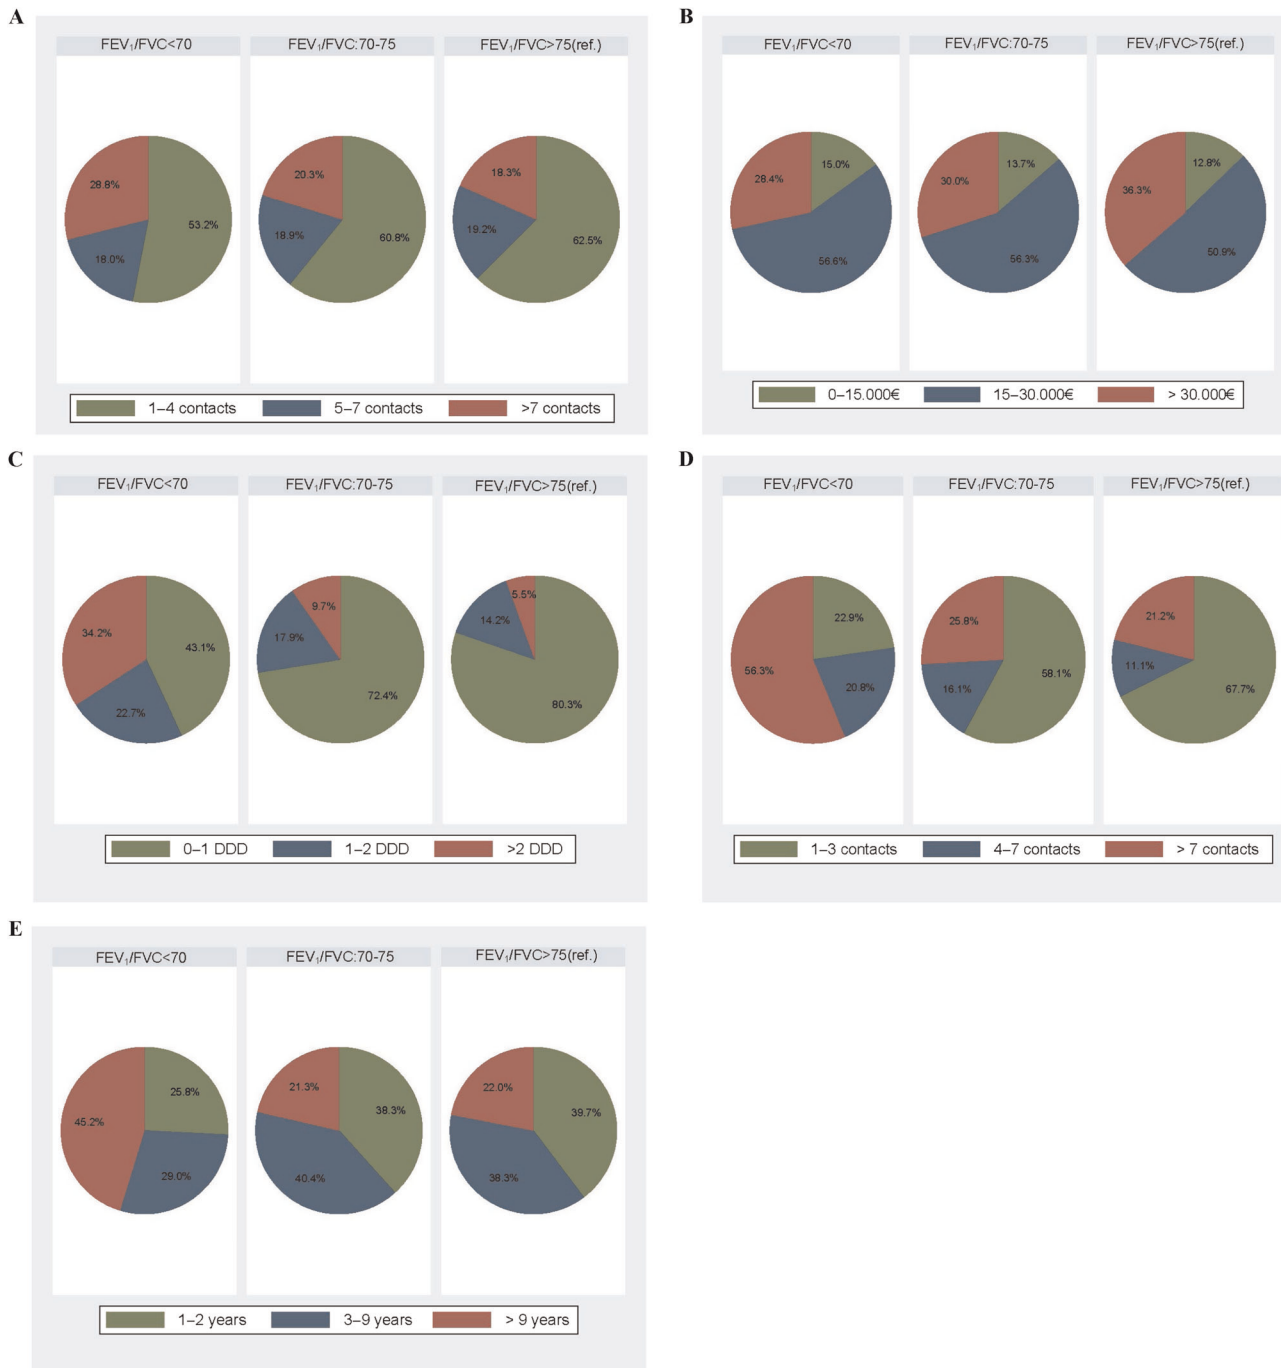 A
FEV₁/FVC<70 FEV₁/FVC:70-75 FEV₁/FVC>75(ref.)
28.8% 53.2% 18.0%
20.3% 60.8% 18.9%
18.3% 62.5% 19.2%
1–4 contacts 5–7 contacts >7 contacts
B
FEV₁/FVC<70 FEV₁/FVC:70-75 FEV₁/FVC>75(ref.)
28.4% 15.0% 56.6%
30.0% 13.7% 56.3%
36.3% 12.8% 50.9%
0–15.000€ 15–30.000€ > 30.000€
C
FEV₁/FVC<70 FEV₁/FVC:70-75 FEV₁/FVC>75(ref.)
34.2% 43.1% 22.7%
9.7% 17.9% 72.4%
5.5% 14.2% 80.3%
0–1 DDD 1–2 DDD >2 DDD
D
FEV₁/FVC<70 FEV₁/FVC:70-75 FEV₁/FVC>75(ref.)
22.9% 56.3% 20.8%
25.8% 58.1% 16.1%
21.2% 11.1% 67.7%
1–3 contacts 4–7 contacts > 7 contacts
E
FEV₁/FVC<70 FEV₁/FVC:70-75 FEV₁/FVC>75(ref.)
25.8% 45.2% 29.0%
21.3% 38.3% 40.4%
22.0% 39.7% 38.3%
1–2 years 3–9 years > 9 years